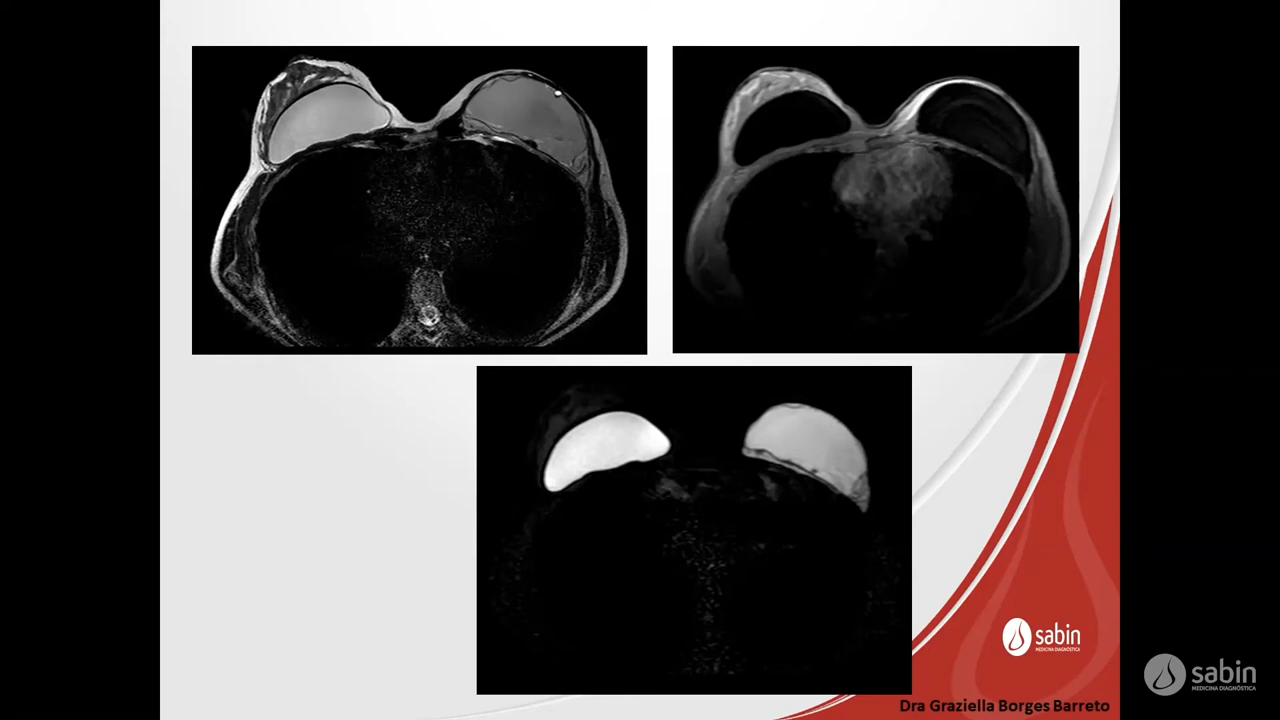 sabin
MEDICINA DIAGNÓSTICA
sabin
MEDICINA DIAGNÓSTICA
Dra Graziella Borges Barreto